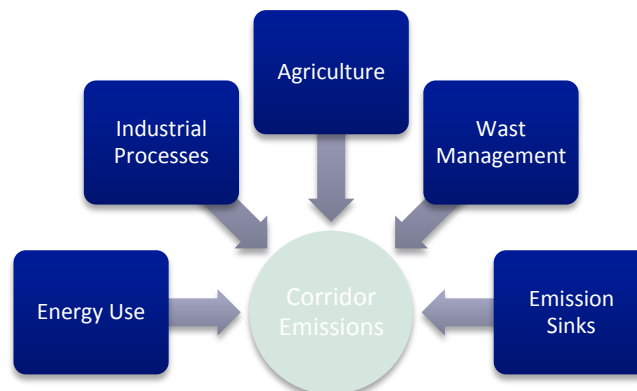 Agriculture
Industrial
Processes
Wast
Management
Energy Use
Corridor
Emissions
Emission
Sinks